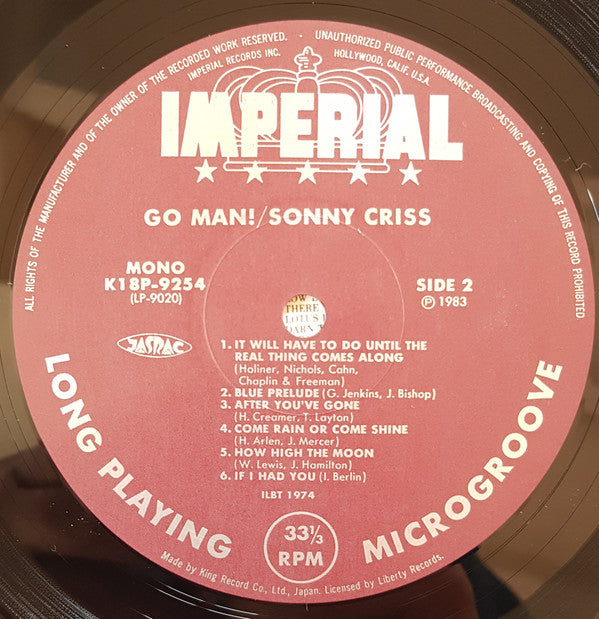 ALL RIGHTS OF THE MANUFACTURER AND OF THE OWNER OF THE RECORDED WORK RESERVED. • UNAUTHORIZED PUBLIC PERFORMANCE BROADCASTING AND COPYING OF THIS RECORD PROHIBITED
IMPERIAL RECORDS INC. HOLLYWOOD, CALIF. U.S.A.
IMPERIAL
GO MAN!/SONNY CRISS
MONO
K18P-9254
(LP-9020)
SIDE 2
Ⓟ 1983
JASRAC
1. IT WILL HAVE TO DO UNTIL THE
REAL THING COMES ALONG
(Holiner, Nichols, Cahn,
Chaplin & Freeman)
2. BLUE PRELUDE (G. Jenkins, J. Bishop)
3. AFTER YOU'VE GONE
(H. Creamer, T. Layton)
4. COME RAIN OR COME SHINE
(H. Arlen, J. Mercer)
5. HOW HIGH THE MOON
(W. Lewis, J. Hamilton)
6. IF I HAD YOU (I. Berlin)
ILBT 1974
LONG PLAYING
33⅓
RPM
MICROGROOVE
Made by King Record Co., Ltd., Japan. Licensed by Liberty Records.
THERE
LOTUS